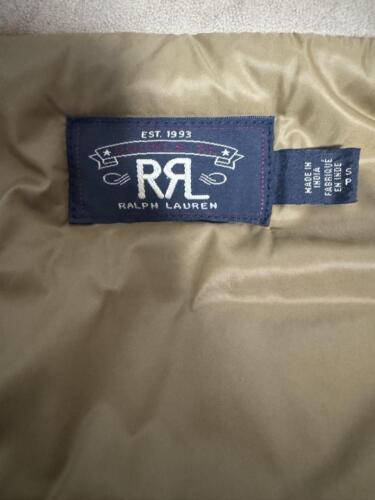 EST. 1993
RRL
RALPH LAUREN
MADE IN
INDIA
FABRIQUÉ
EN INDE
S
P